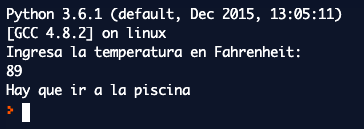 Python 3.6.1 (default, Dec 2015, 13:05:11)
[GCC 4.8.2] on linux
Ingresa la temperatura en Fahrenheit:
89
Hay que ir a la piscina
>